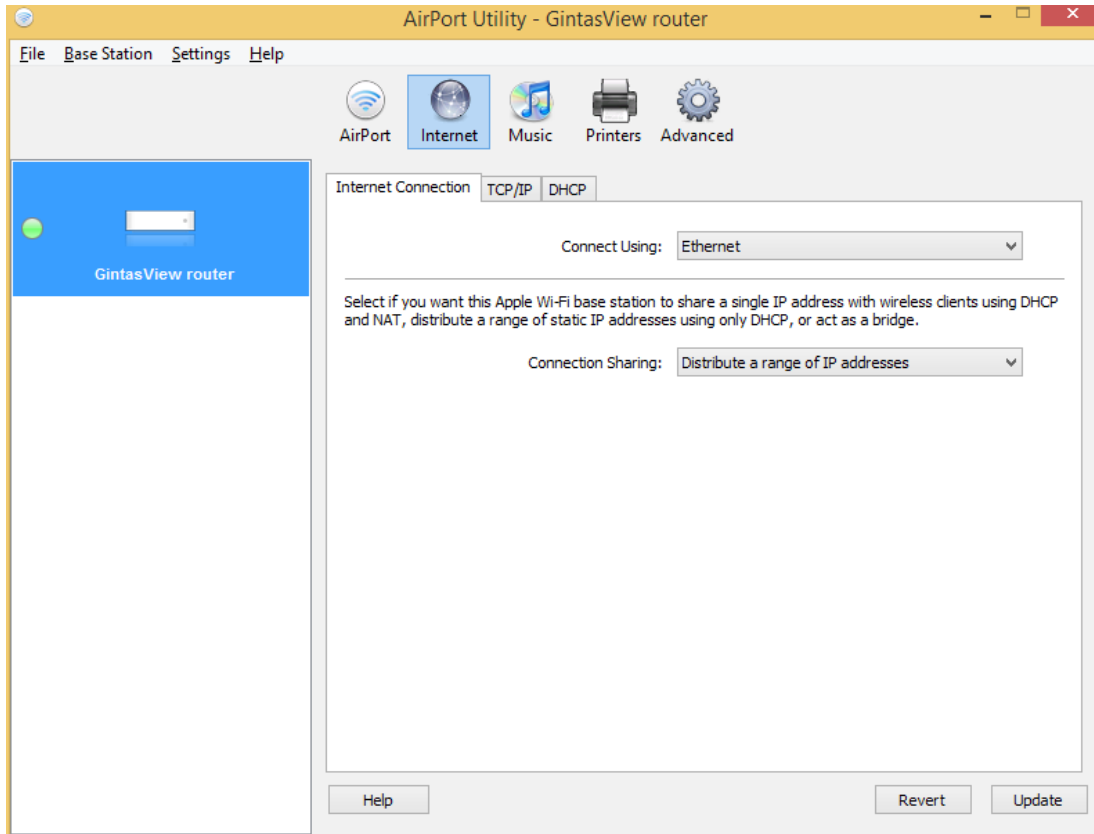 AirPort Utility - GintasView router
File Base Station Settings Help
AirPort Internet Music Printers Advanced
GintasView router
Internet Connection TCP/IP DHCP
Connect Using: Ethernet
Select if you want this Apple Wi-Fi base station to share a single IP address with wireless clients using DHCP
and NAT, distribute a range of static IP addresses using only DHCP, or act as a bridge.
Connection Sharing: Distribute a range of IP addresses
Help Revert Update